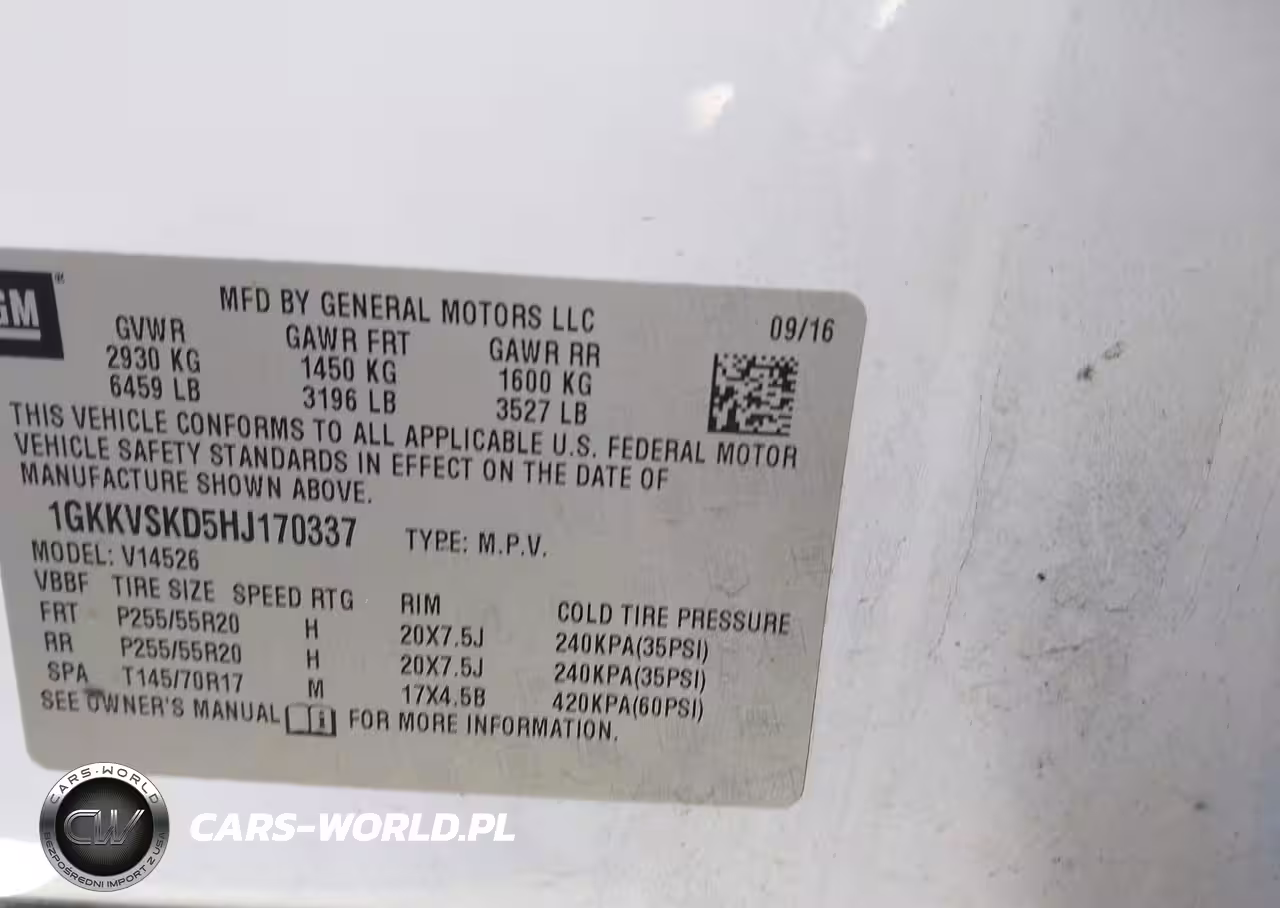 GM
MFD BY GENERAL MOTORS LLC
09/16
GVWR GAWR FRT GAWR RR
2930 KG 1450 KG 1600 KG
6459 LB 3196 LB 3527 LB
THIS VEHICLE CONFORMS TO ALL APPLICABLE U.S. FEDERAL MOTOR
VEHICLE SAFETY STANDARDS IN EFFECT ON THE DATE OF
MANUFACTURE SHOWN ABOVE.
1GKKVSKD5HJ170337 TYPE: M.P.V.
MODEL: V14526
VBBF TIRE SIZE SPEED RTG RIM COLD TIRE PRESSURE
FRT P255/55R20 H 20X7.5J 240KPA(35PSI)
RR P255/55R20 H 20X7.5J 240KPA(35PSI)
SPA T145/70R17 M 17X4.5B 420KPA(60PSI)
SEE OWNER'S MANUAL FOR MORE INFORMATION.
CARS-WORLD
CW
BEZPOŚREDNI IMPORT Z USA
CARS-WORLD.PL